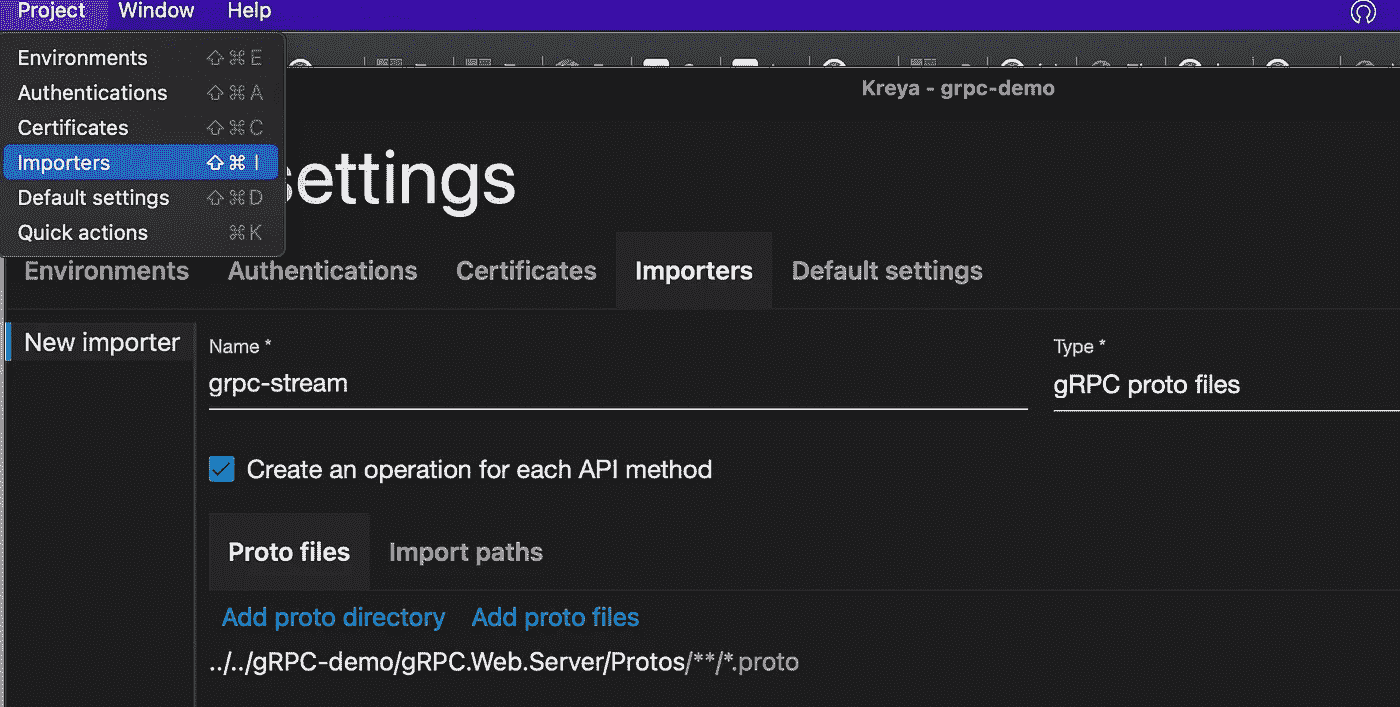 Project Window Help
Environments ⇧⌘E
Authentications ⇧⌘A
Certificates ⇧⌘C
Importers ⇧⌘I
Default settings ⇧⌘D
Quick actions ⌘K
Kreya - grpc-demo
settings
Environments Authentications Certificates Importers Default settings
New importer
Name *
grpc-stream
Type *
gRPC proto files
Create an operation for each API method
Proto files Import paths
Add proto directory Add proto files
../../gRPC-demo/gRPC.Web.Server/Protos/**/*.proto